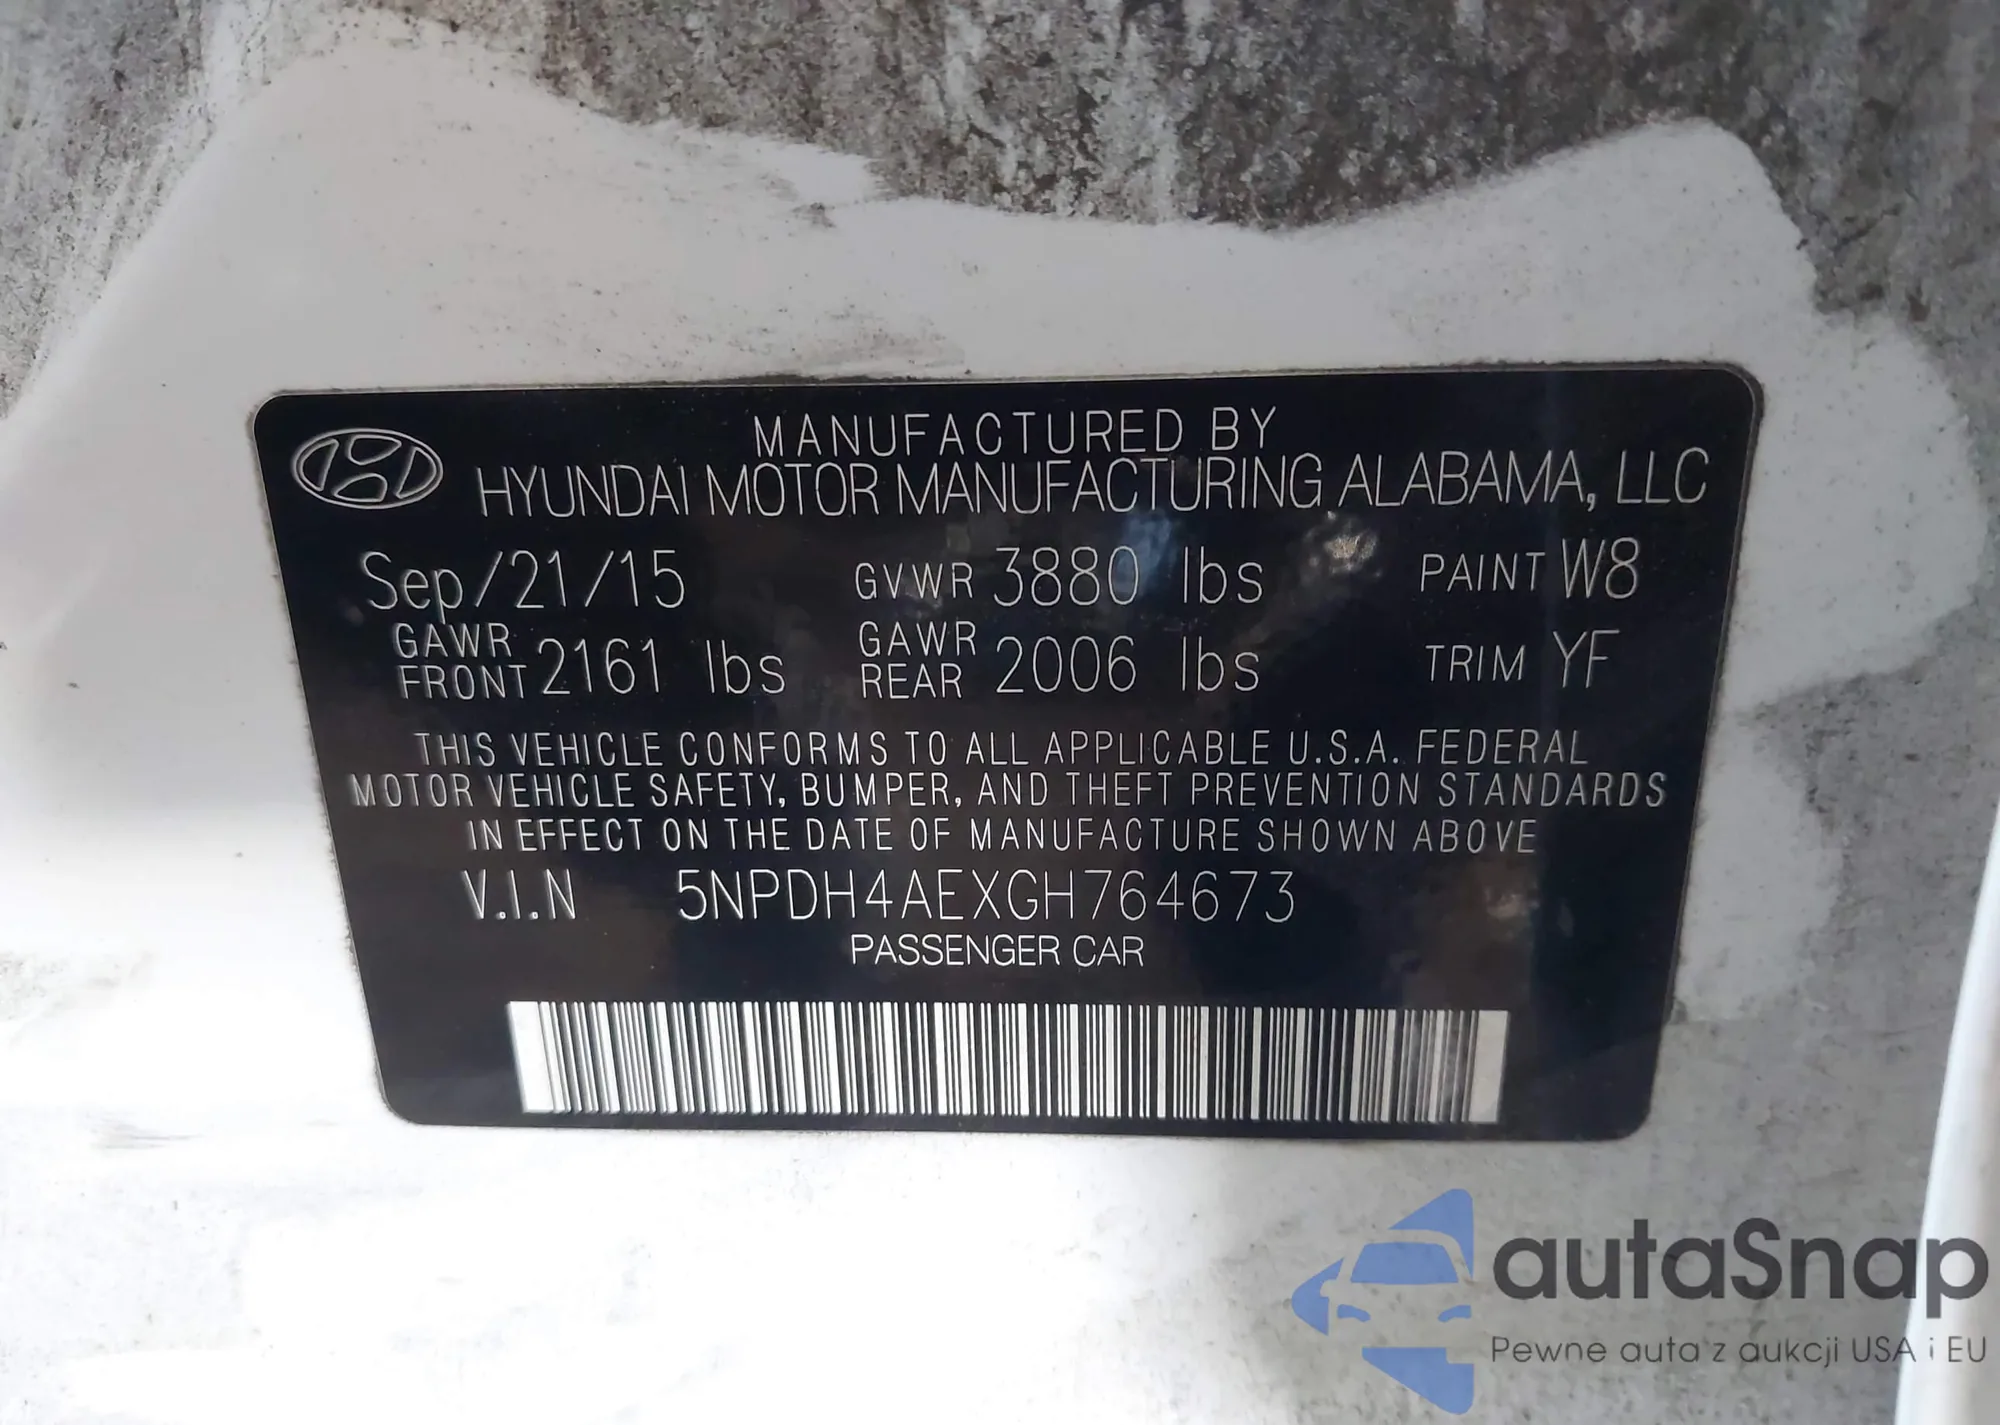 MANUFACTURED BY
HYUNDAI MOTOR MANUFACTURING ALABAMA, LLC
Sep/21/15 GVWR 3880 lbs PAINT W8
GAWR FRONT 2161 lbs GAWR REAR 2006 lbs TRIM YF
THIS VEHICLE CONFORMS TO ALL APPLICABLE U.S.A. FEDERAL
MOTOR VEHICLE SAFETY, BUMPER, AND THEFT PREVENTION STANDARDS
IN EFFECT ON THE DATE OF MANUFACTURE SHOWN ABOVE
V.I.N 5NPDH4AEXGH764673
PASSENGER CAR
autaSnap
Pewne auta z aukcji USA i EU